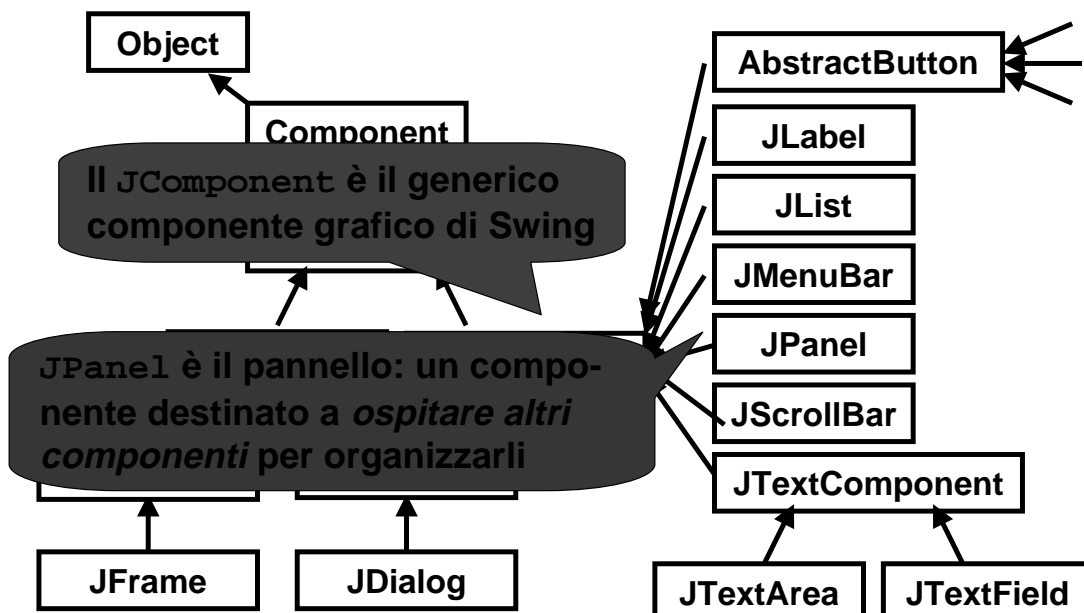 Object
AbstractButton
Component
JLabel
Il JComponent è il generico
componente grafico di Swing
JList
JMenuBar
JPanel
JPanel è il pannello: un compo-
nente destinato a ospitare altri
componenti per organizzarli
JScrollBar
JTextComponent
JFrame
JDialog
JTextArea
JTextField